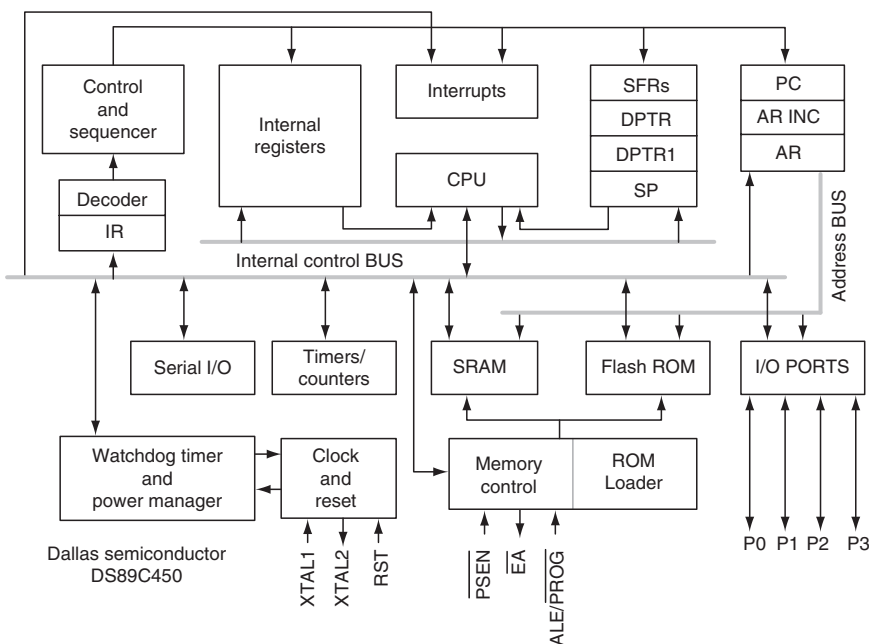 Control
and
sequencer
Internal
registers
Interrupts
SFRs
DPTR
DPTR1
SP
PC
AR INC
AR
Decoder
IR
CPU
Internal control BUS
Address BUS
Serial I/O
Timers/
counters
SRAM
Flash ROM
I/O PORTS
Watchdog timer
and
power manager
Clock
and
reset
Memory
control
ROM
Loader
Dallas semiconductor
DS89C450
XTAL1
XTAL2
RST
PSEN
EA
ALE/PROG
P0
P1
P2
P3